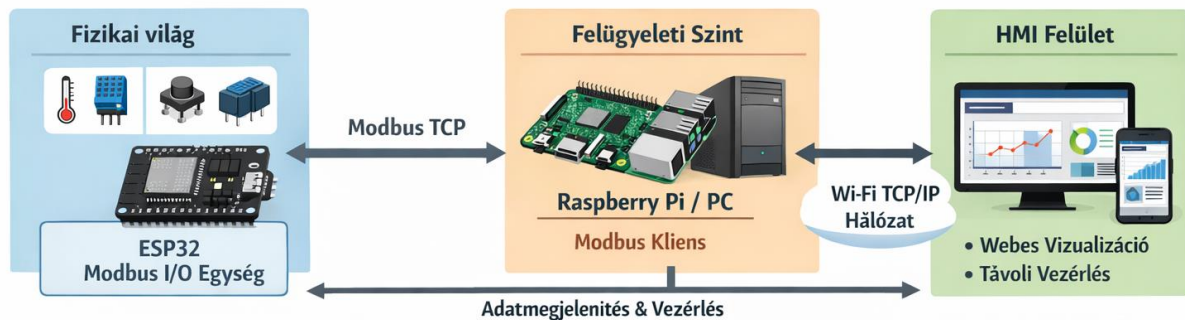 Fizikai világ
ESP32
Modbus I/O Egység
Modbus TCP
Felügyeleti Szint
Raspberry Pi / PC
Modbus Kliens
Wi-Fi TCP/IP
Hálózat
HMI Felület
• Webes Vizualizáció
• Távoli Vezérlés
Adatmegjelenités & Vezérlés